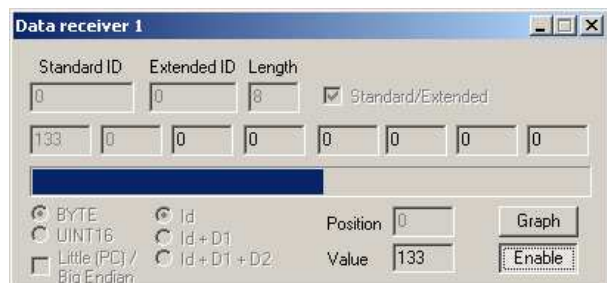 Data receiver 1
Standard ID Extended ID Length
0 0 8 Standard/Extended
133 0 0 0 0 0 0 0
BYTE Id Position 0 Graph
UINT16 Id + D1
Little (PC) / Id + D1 + D2 Value 133 Enable
Big Endian